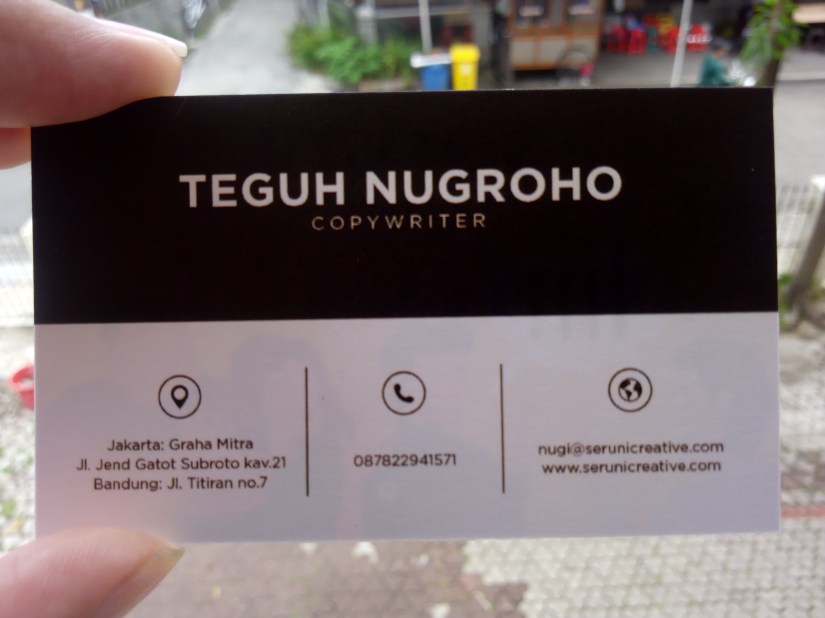 TEGUH NUGROHO
COPYWRITER
Jakarta: Graha Mitra
Jl. Jend Gatot Subroto kav.21
Bandung: Jl. Titiran no.7
087822941571
nugi@serunicreative.com
www.serunicreative.com